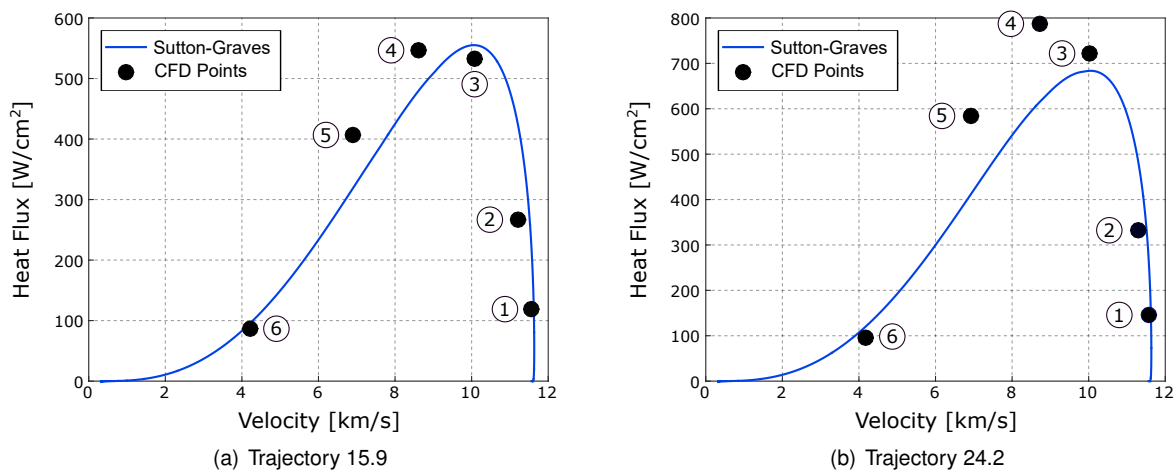 600
500
400
300
200
100
0
Heat Flux [W/cm²]
Sutton-Graves
CFD Points
4
3
5
2
1
6
0 2 4 6 8 10 12
Velocity [km/s]
(a) Trajectory 15.9
800
700
600
500
400
300
200
100
0
Heat Flux [W/cm²]
Sutton-Graves
CFD Points
4
3
5
2
1
6
0 2 4 6 8 10 12
Velocity [km/s]
(b) Trajectory 24.2